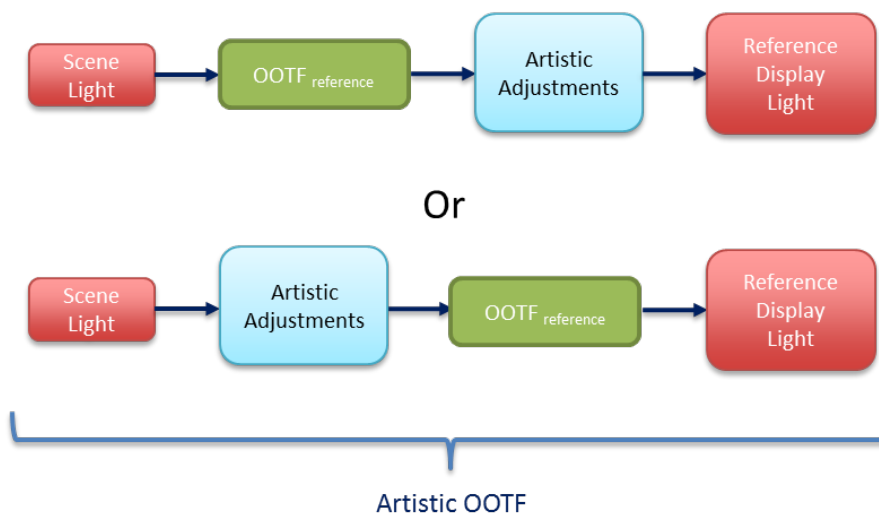 Scene
Light
OOTF reference
Artistic
Adjustments
Reference
Display
Light
Or
Scene
Light
Artistic
Adjustments
OOTF reference
Reference
Display
Light
Artistic OOTF